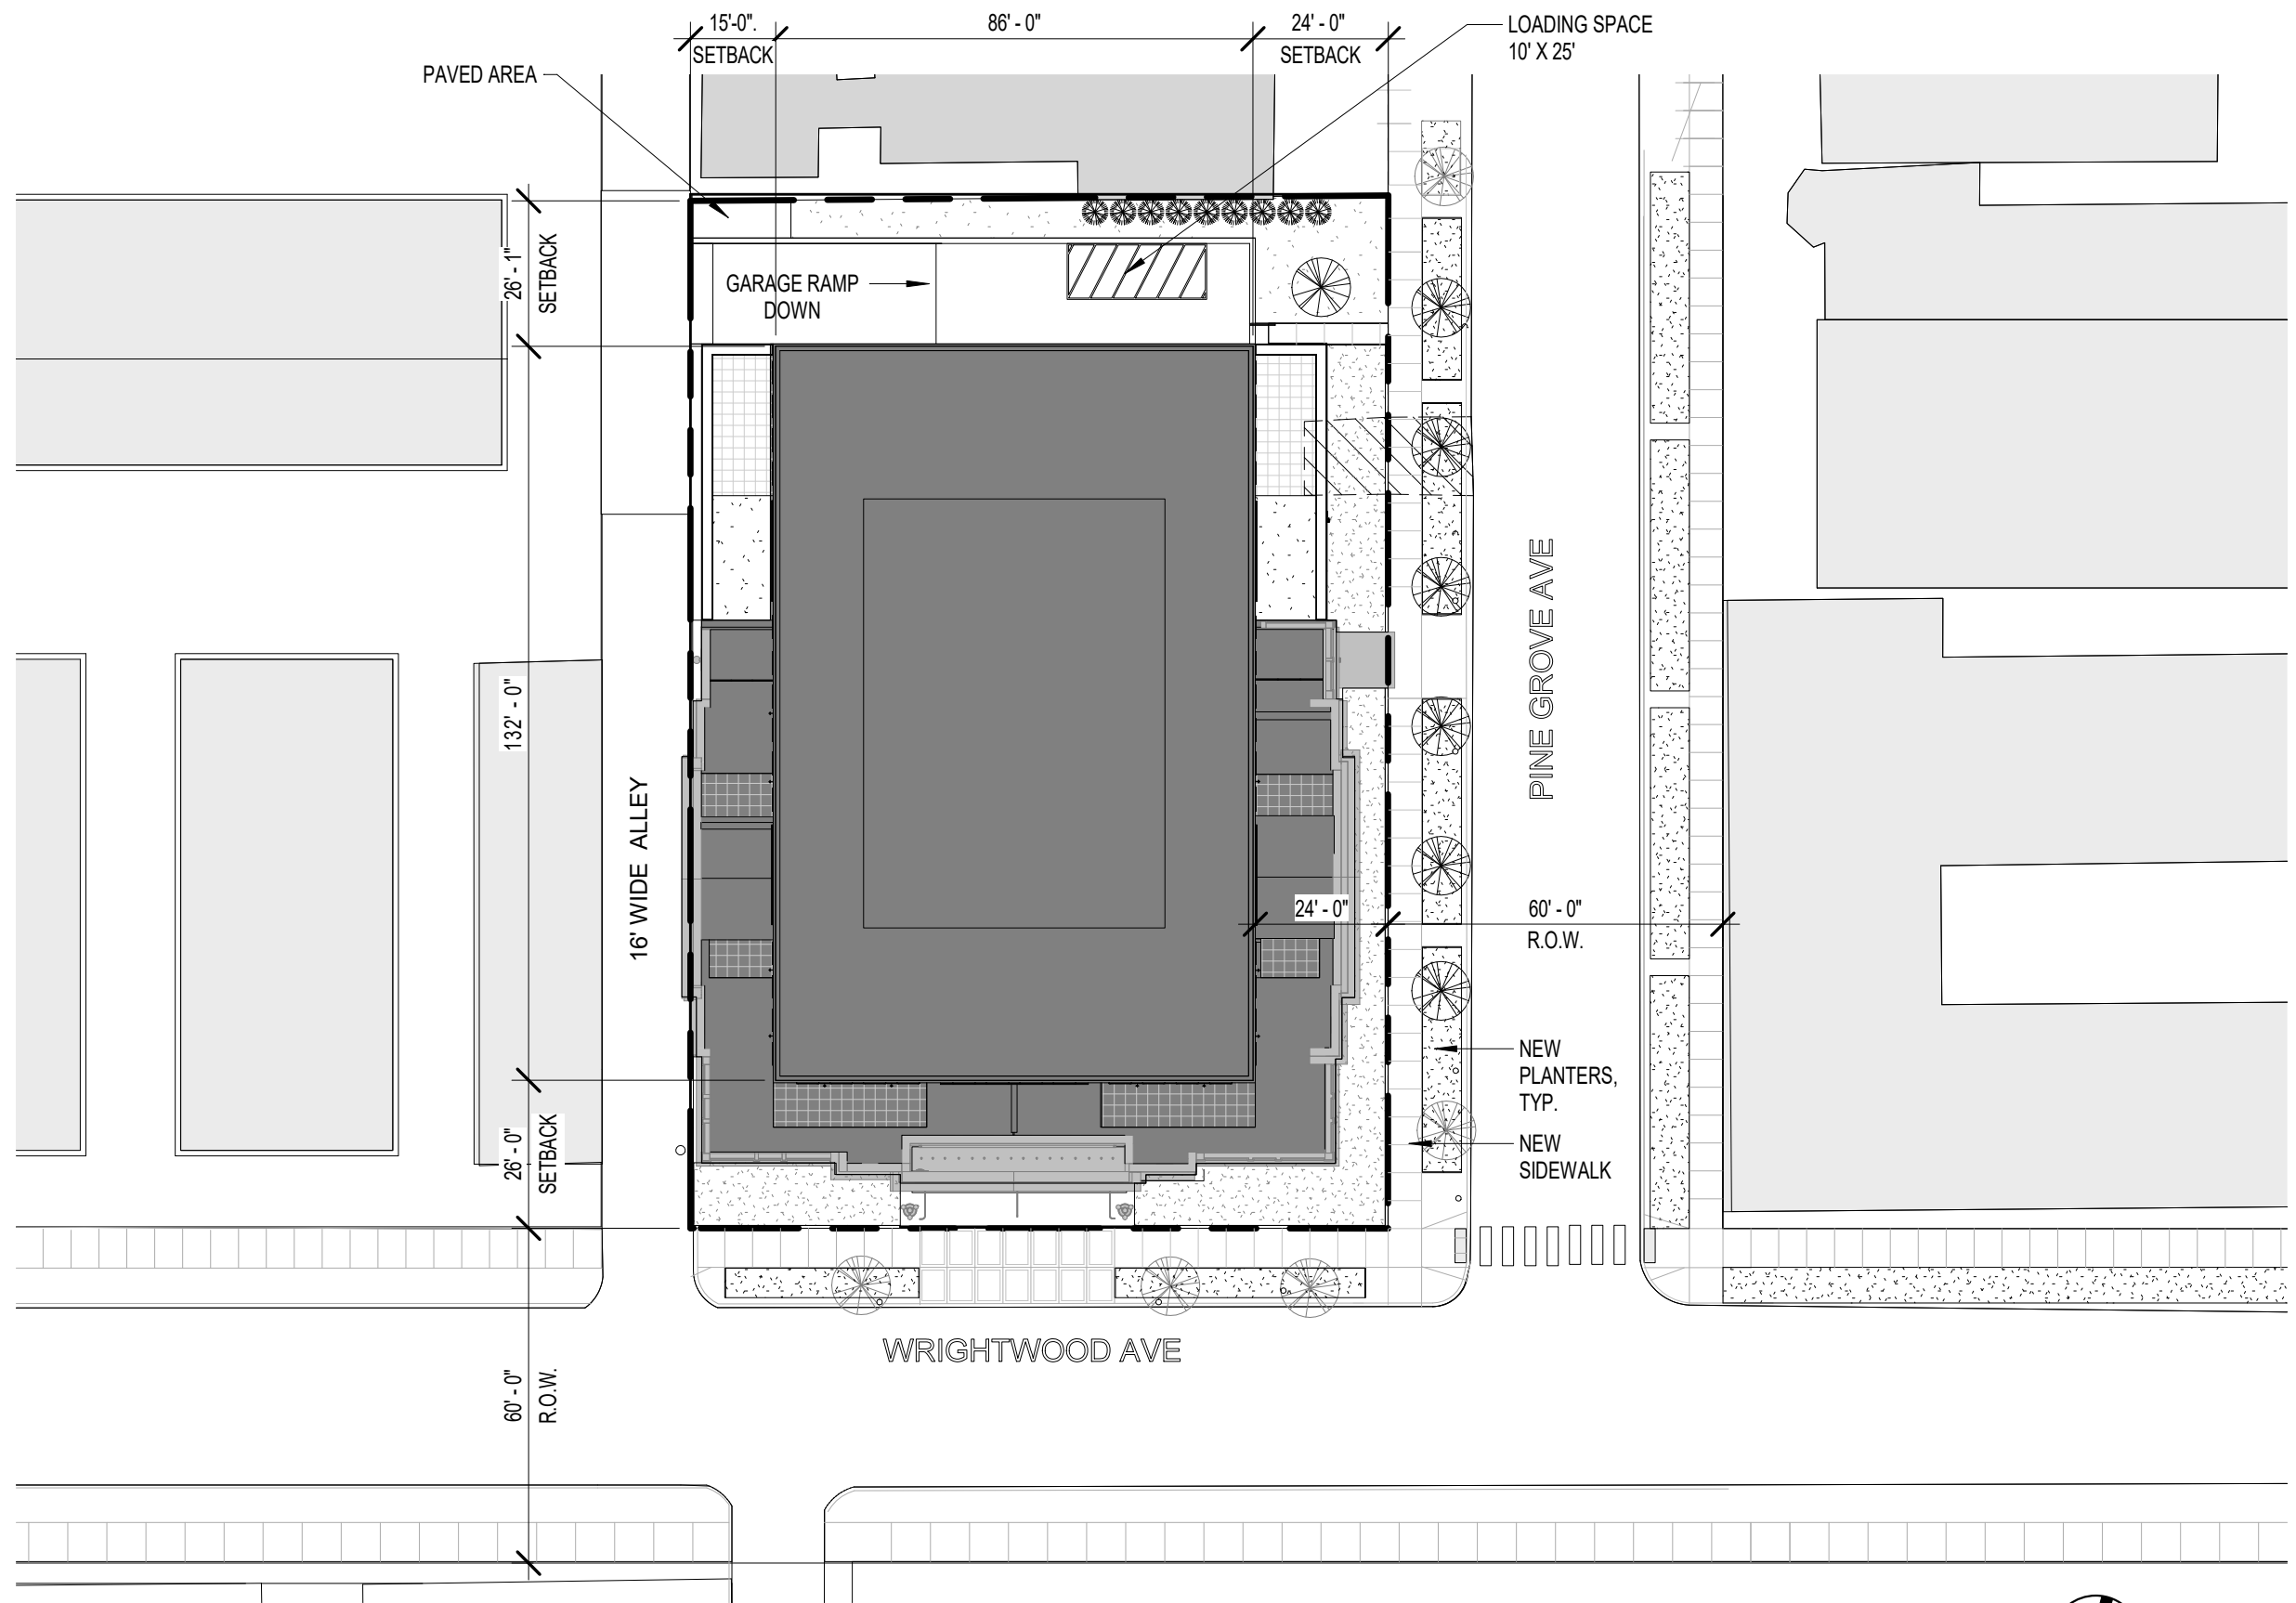 15'-0".
86' - 0"
24' - 0"
LOADING SPACE
SETBACK
SETBACK
10' X 25'
PAVED AREA
26' - 1"
SETBACK
GARAGE RAMP
DOWN
132' - 0"
16' WIDE ALLEY
PINE GROVE AVE
24' - 0"
60' - 0"
R.O.W.
NEW
PLANTERS,
TYP.
NEW
SIDEWALK
26' - 0"
SETBACK
WRIGHTWOOD AVE
60' - 0"
R.O.W.